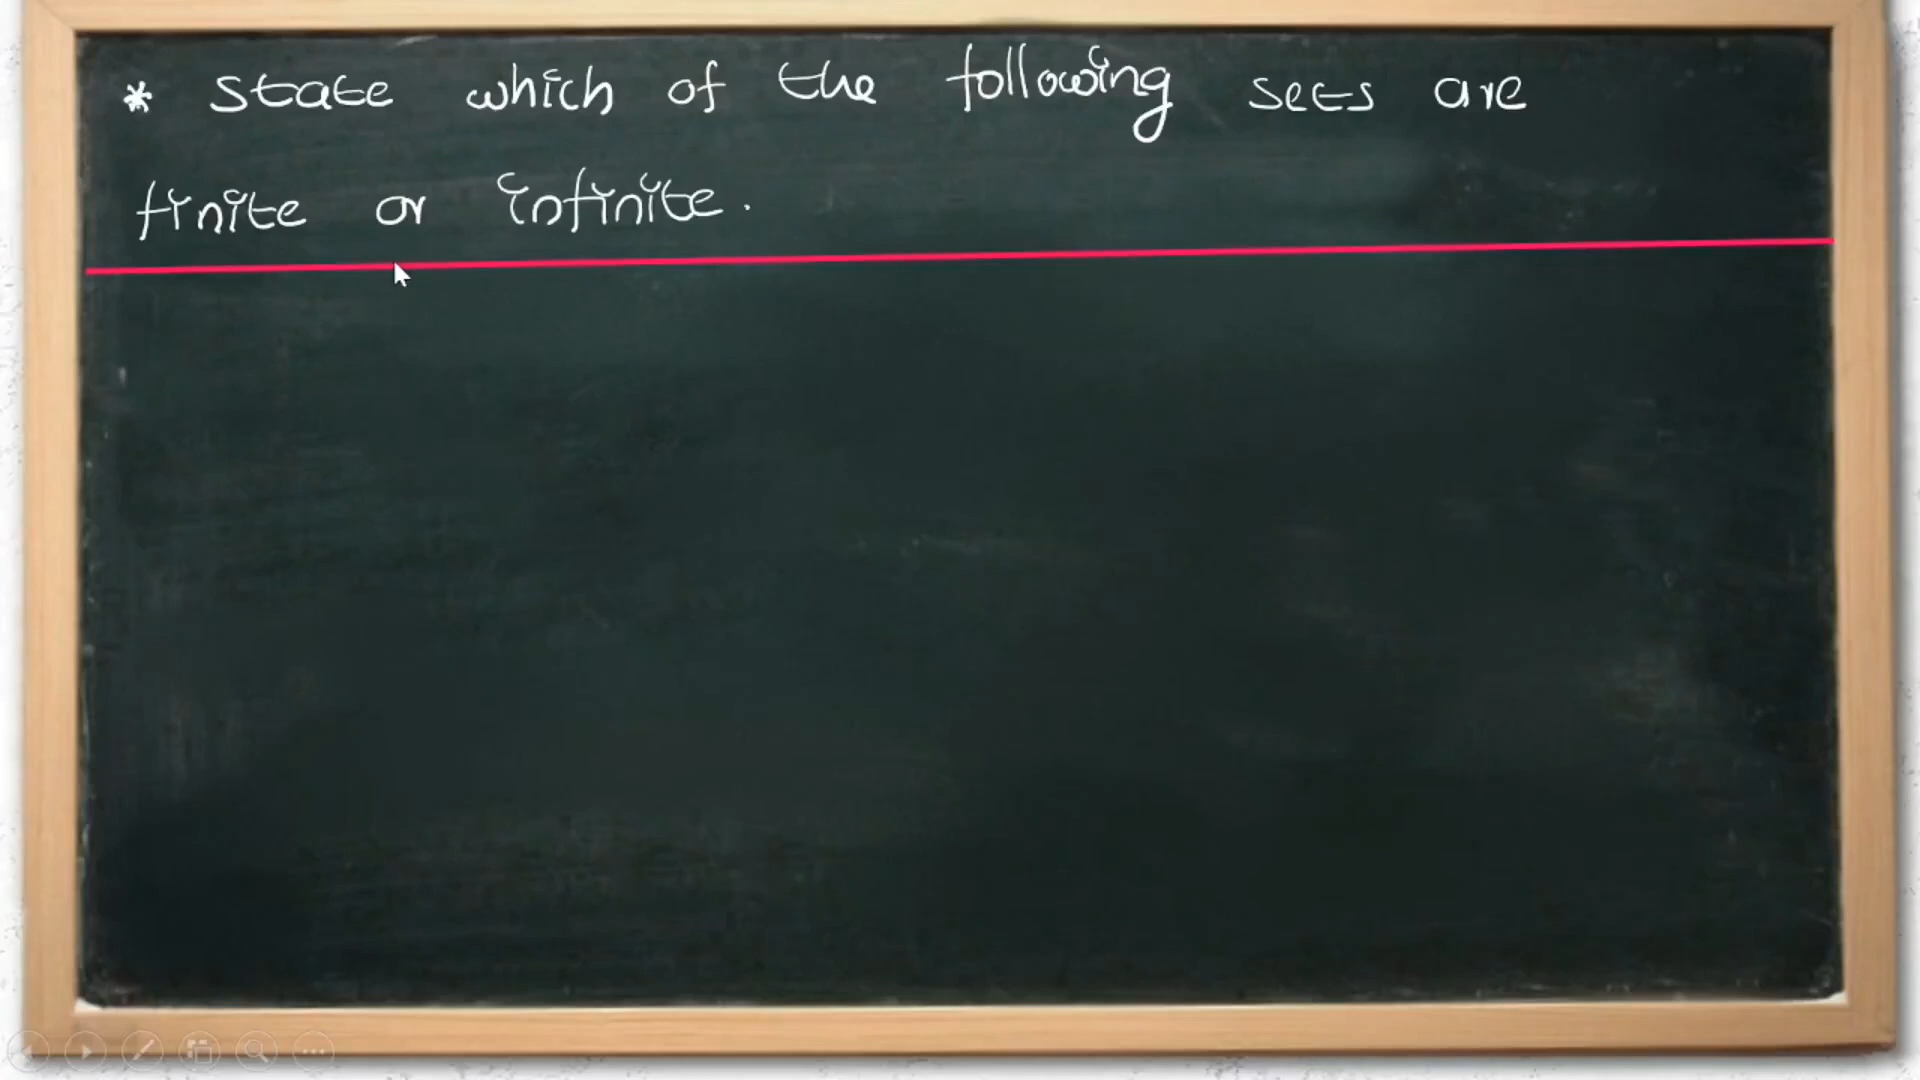 * State which of the following sets are
finite or infinite.